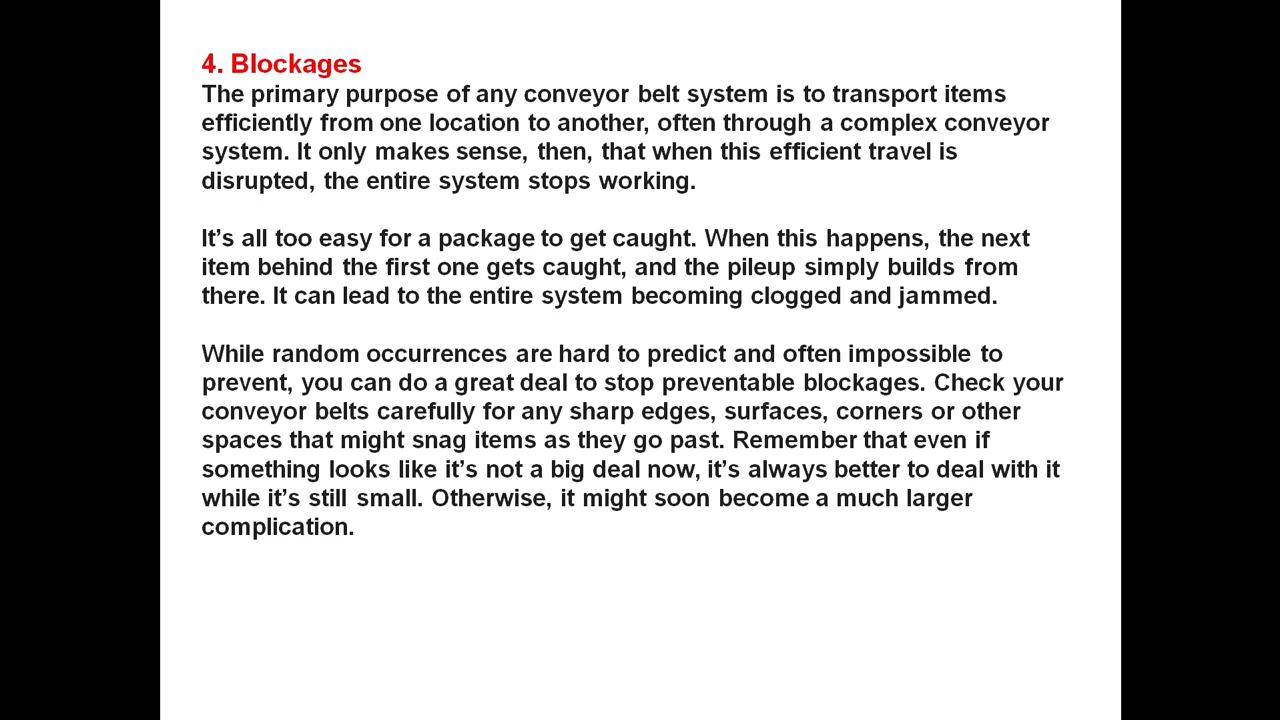 4. Blockages
The primary purpose of any conveyor belt system is to transport items
efficiently from one location to another, often through a complex conveyor
system. It only makes sense, then, that when this efficient travel is
disrupted, the entire system stops working.
It’s all too easy for a package to get caught. When this happens, the next
item behind the first one gets caught, and the pileup simply builds from
there. It can lead to the entire system becoming clogged and jammed.
While random occurrences are hard to predict and often impossible to
prevent, you can do a great deal to stop preventable blockages. Check your
conveyor belts carefully for any sharp edges, surfaces, corners or other
spaces that might snag items as they go past. Remember that even if
something looks like it’s not a big deal now, it’s always better to deal with it
while it’s still small. Otherwise, it might soon become a much larger
complication.